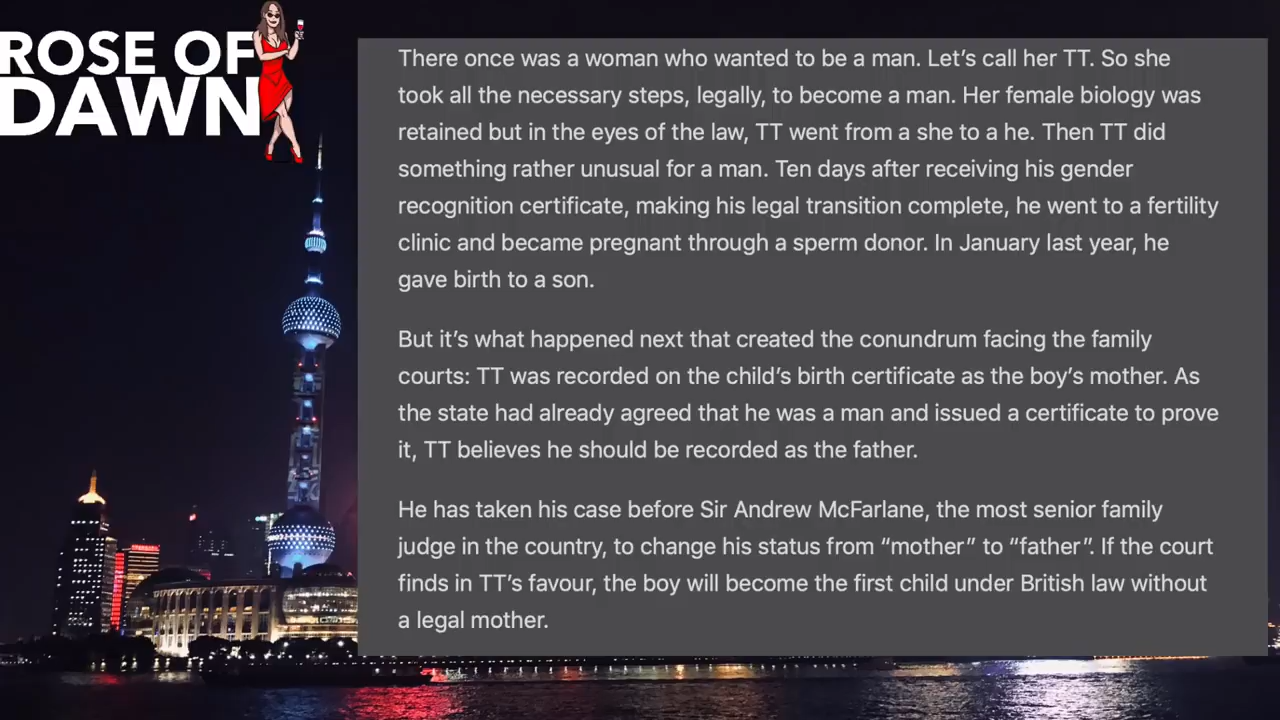 ROSE OF
DAWN
There once was a woman who wanted to be a man. Let’s call her TT. So she
took all the necessary steps, legally, to become a man. Her female biology was
retained but in the eyes of the law, TT went from a she to a he. Then TT did
something rather unusual for a man. Ten days after receiving his gender
recognition certificate, making his legal transition complete, he went to a fertility
clinic and became pregnant through a sperm donor. In January last year, he
gave birth to a son.
But it’s what happened next that created the conundrum facing the family
courts: TT was recorded on the child’s birth certificate as the boy’s mother. As
the state had already agreed that he was a man and issued a certificate to prove
it, TT believes he should be recorded as the father.
He has taken his case before Sir Andrew McFarlane, the most senior family
judge in the country, to change his status from “mother” to “father”. If the court
finds in TT’s favour, the boy will become the first child under British law without
a legal mother.